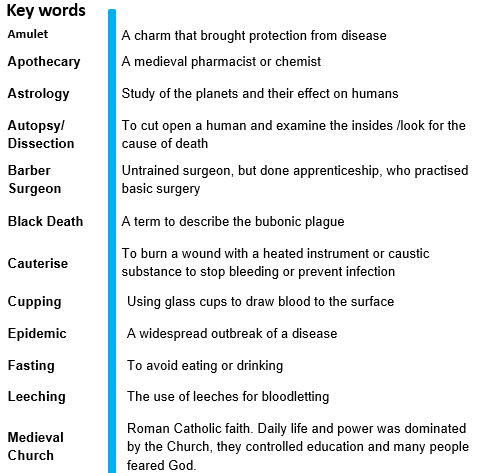 Key words
Amulet A charm that brought protection from disease
Apothecary A medieval pharmacist or chemist
Astrology Study of the planets and their effect on humans
Autopsy/ To cut open a human and examine the insides /look for the
Dissection cause of death
Barber Untrained surgeon, but done apprenticeship, who practised
Surgeon basic surgery
Black Death A term to describe the bubonic plague
Cauterise To burn a wound with a heated instrument or caustic
substance to stop bleeding or prevent infection
Cupping Using glass cups to draw blood to the surface
Epidemic A widespread outbreak of a disease
Fasting To avoid eating or drinking
Leeching The use of leeches for bloodletting
Medieval Roman Catholic faith. Daily life and power was dominated
Church by the Church, they controlled education and many people
feared God.